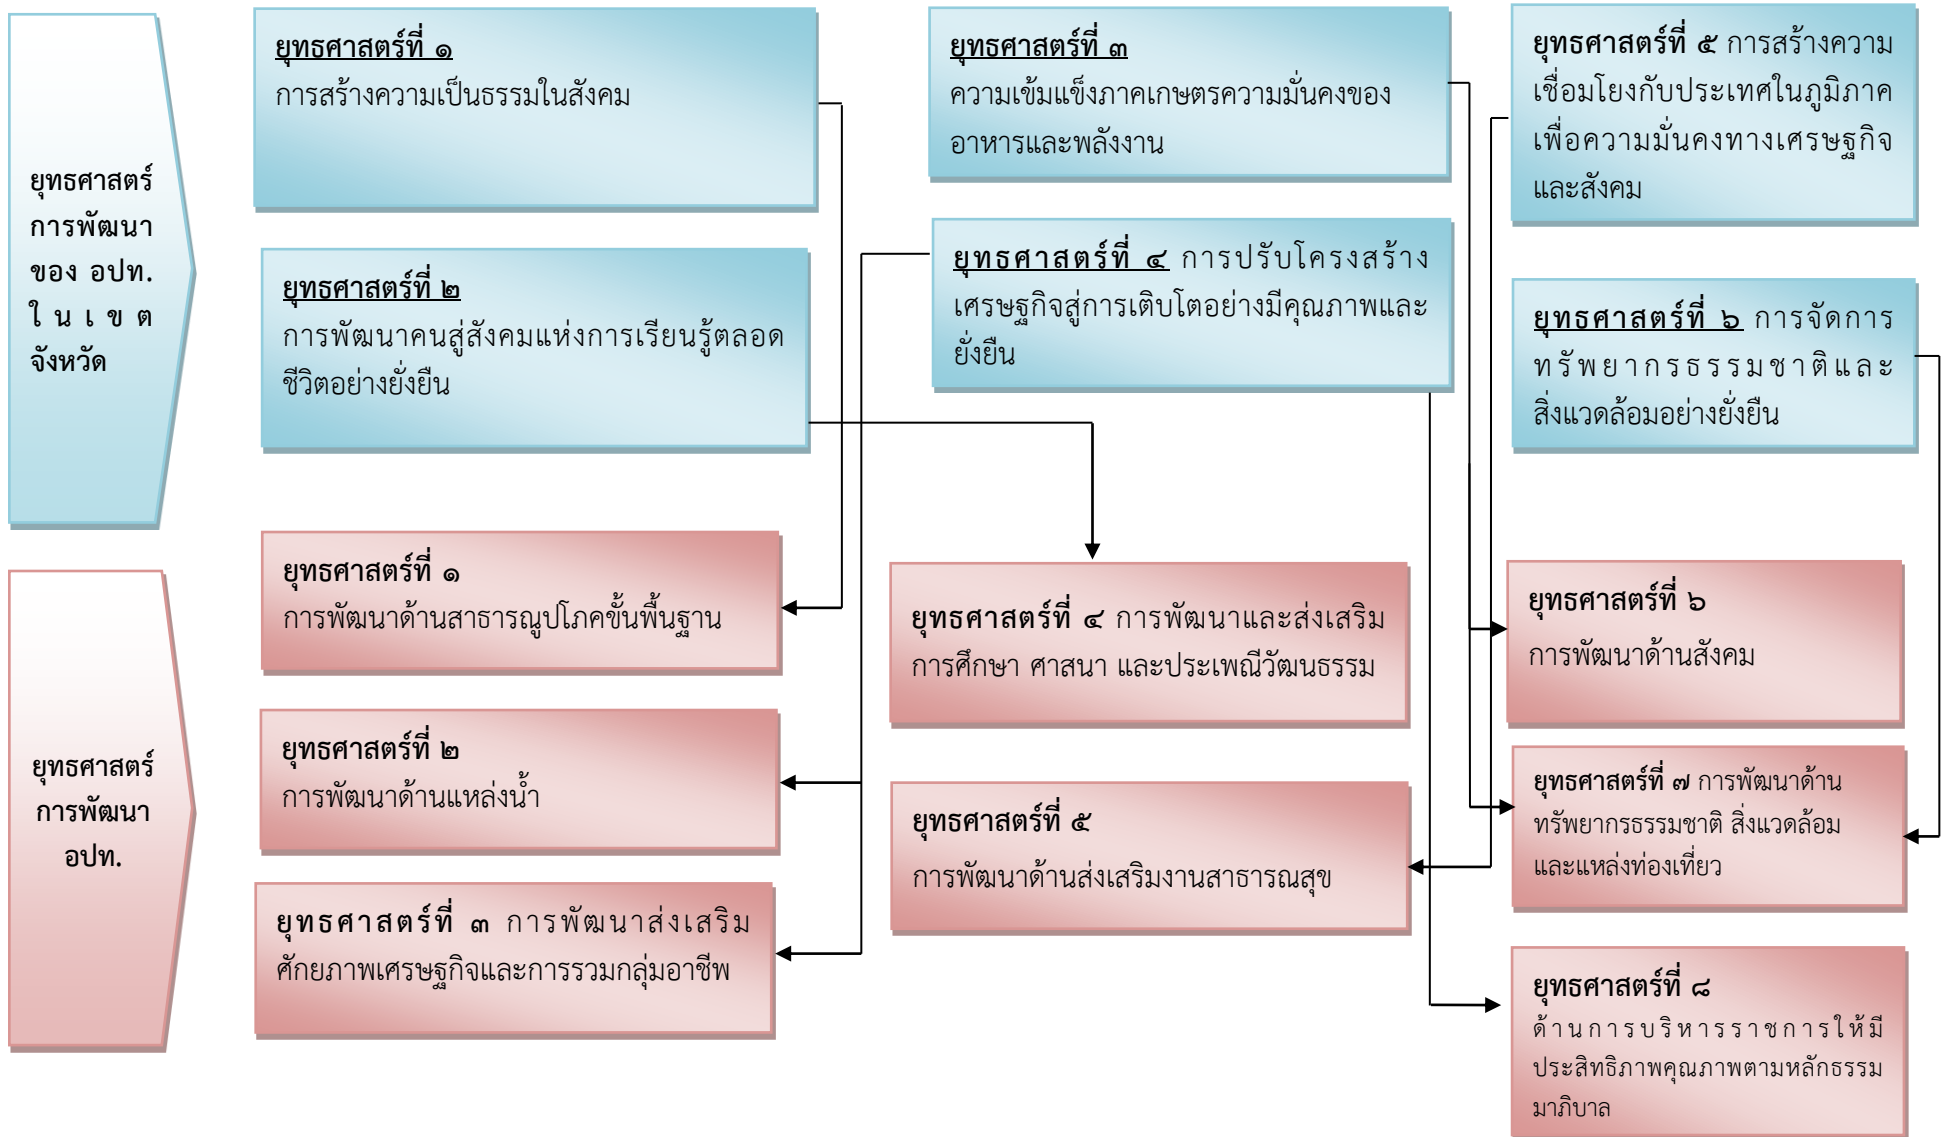 ยุทธศาสตร์
การพัฒนา
ของ อปท.
ในเขต
จังหวัด
ยุทธศาสตร์ที่ ๑
การสร้างความเป็นธรรมในสังคม
ยุทธศาสตร์ที่ ๒
การพัฒนาคนสู่สังคมแห่งการเรียนรู้ตลอด
ชีวิตอย่างยั่งยืน
ยุทธศาสตร์ที่ ๓
ความเข้มแข็งภาคเกษตรความมั่นคงของ
อาหารและพลังงาน
ยุทธศาสตร์ที่ ๔ การปรับโครงสร้าง
เศรษฐกิจสู่การเติบโตอย่างมีคุณภาพและ
ยั่งยืน
ยุทธศาสตร์ที่ ๕ การสร้างความ
เชื่อมโยงกับประเทศในภูมิภาค
เพื่อความมั่นคงทางเศรษฐกิจ
และสังคม
ยุทธศาสตร์ที่ ๖ การจัดการ
ทรัพยากรธรรมชาติและ
สิ่งแวดล้อมอย่างยั่งยืน
ยุทธศาสตร์
การพัฒนา
อปท.
ยุทธศาสตร์ที่ ๑
การพัฒนาด้านสาธารณูปโภคขั้นพื้นฐาน
ยุทธศาสตร์ที่ ๒
การพัฒนาด้านแหล่งน้ำ
ยุทธศาสตร์ที่ ๓ การพัฒนาส่งเสริม
ศักยภาพเศรษฐกิจและการรวมกลุ่มอาชีพ
ยุทธศาสตร์ที่ ๔ การพัฒนาและส่งเสริม
การศึกษา ศาสนา และประเพณีวัฒนธรรม
ยุทธศาสตร์ที่ ๕
การพัฒนาด้านส่งเสริมงานสาธารณสุข
ยุทธศาสตร์ที่ ๖
การพัฒนาด้านสังคม
ยุทธศาสตร์ที่ ๗ การพัฒนาด้าน
ทรัพยากรธรรมชาติ สิ่งแวดล้อม
และแหล่งท่องเที่ยว
ยุทธศาสตร์ที่ ๘
ด้านการบริหารราชการให้มี
ประสิทธิภาพคุณภาพตามหลักธรรม
มาภิบาล